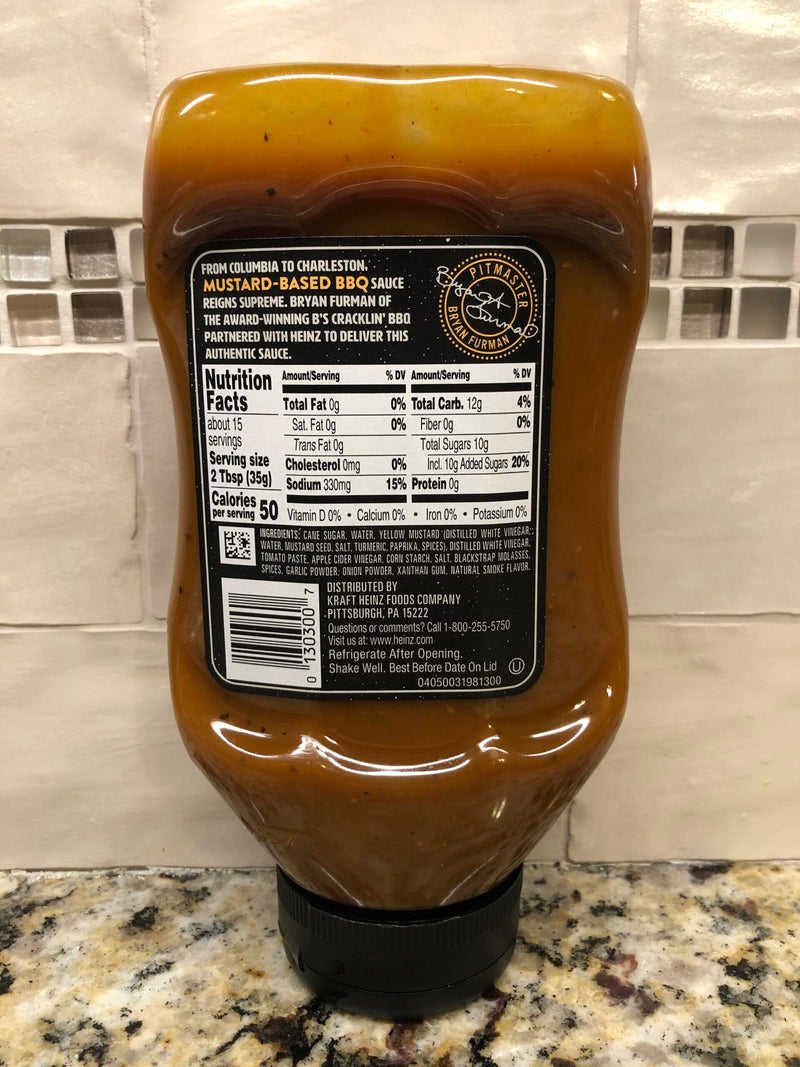 FROM COLUMBIA TO CHARLESTON,
MUSTARD-BASED BBQ SAUCE
REIGNS SUPREME. BRYAN FURMAN OF
THE AWARD-WINNING B'S CRACKLIN' BBQ
PARTNERED WITH HEINZ TO DELIVER THIS
AUTHENTIC SAUCE.
PITMASTER
Bryan Furman
BRYAN FURMAN
Nutrition
Facts
about 15
servings
Serving size
2 Tbsp (35g)
Calories
per serving 50
Amount/Serving % DV
Total Fat 0g 0%
Sat. Fat 0g 0%
Trans Fat 0g
Cholesterol 0mg 0%
Sodium 330mg 15%
Amount/Serving % DV
Total Carb. 12g 4%
Fiber 0g 0%
Total Sugars 10g
Incl. 10g Added Sugars 20%
Protein 0g
Vitamin D 0% • Calcium 0% • Iron 0% • Potassium 0%
INGREDIENTS: CANE SUGAR, WATER, YELLOW MUSTARD (DISTILLED WHITE VINEGAR,
WATER, MUSTARD SEED, SALT, TURMERIC, PAPRIKA, SPICES), DISTILLED WHITE VINEGAR,
TOMATO PASTE, APPLE CIDER VINEGAR, CORN STARCH, SALT, BLACKSTRAP MOLASSES,
SPICES, GARLIC POWDER, ONION POWDER, XANTHAN GUM, NATURAL SMOKE FLAVOR.
0 130300 7
DISTRIBUTED BY
KRAFT HEINZ FOODS COMPANY
PITTSBURGH, PA 15222
Questions or comments? Call 1-800-255-5750
Visit us at: www.heinz.com
Refrigerate After Opening.
Shake Well. Best Before Date On Lid
U
04050031981300